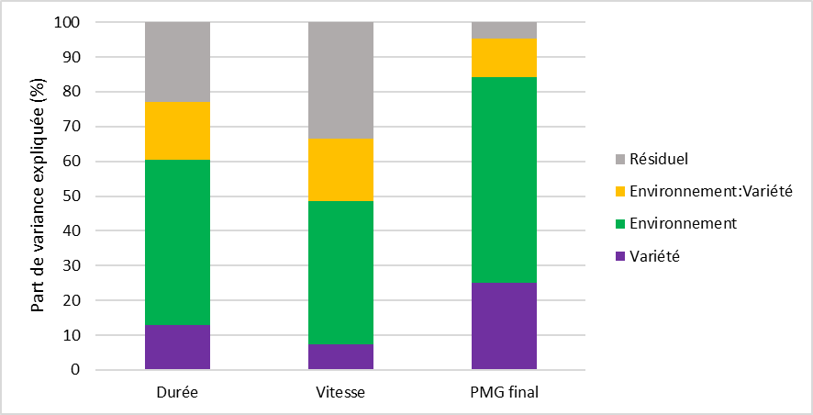 Part de variance expliquée (%)
100
90
80
70
60
50
40
30
20
10
0
Durée
Vitesse
PMG final
Résiduel
Environnement:Variété
Environnement
Variété